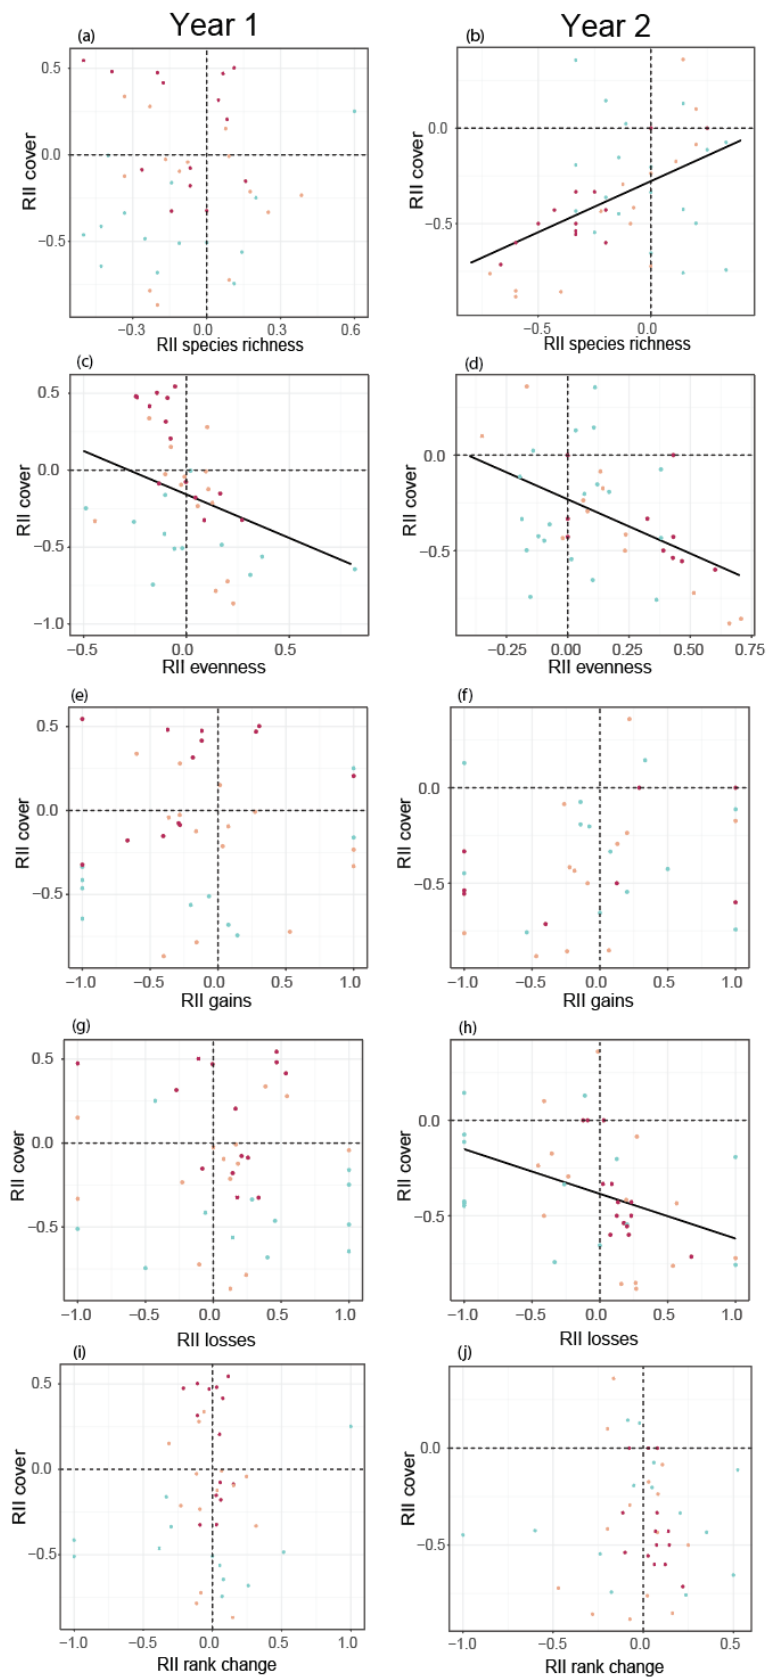 Year 1
Year 2
(a)
(b)
RII cover
0.5
0.0
−0.5
−0.3
0.0
0.3
0.6
RII species richness
RII cover
0.0
−0.5
−0.5
0.0
RII species richness
(c)
(d)
RII cover
0.5
0.0
−0.5
−1.0
−0.5
0.0
0.5
RII evenness
RII cover
0.0
−0.5
−0.25
0.00
0.25
0.50
0.75
RII evenness
(e)
(f)
RII cover
0.5
0.0
−0.5
−1.0
−0.5
0.0
0.5
1.0
RII gains
RII cover
0.0
−0.5
−1.0
−0.5
0.0
0.5
1.0
RII gains
(g)
(h)
RII cover
0.5
0.0
−0.5
−1.0
−0.5
0.0
0.5
1.0
RII losses
RII cover
0.0
−0.5
−1.0
−0.5
0.0
0.5
1.0
RII losses
(i)
(j)
RII cover
0.5
0.0
−0.5
−1.0
−0.5
0.0
0.5
1.0
RII rank change
RII cover
0.0
−0.5
−1.0
−0.5
0.0
0.5
RII rank change